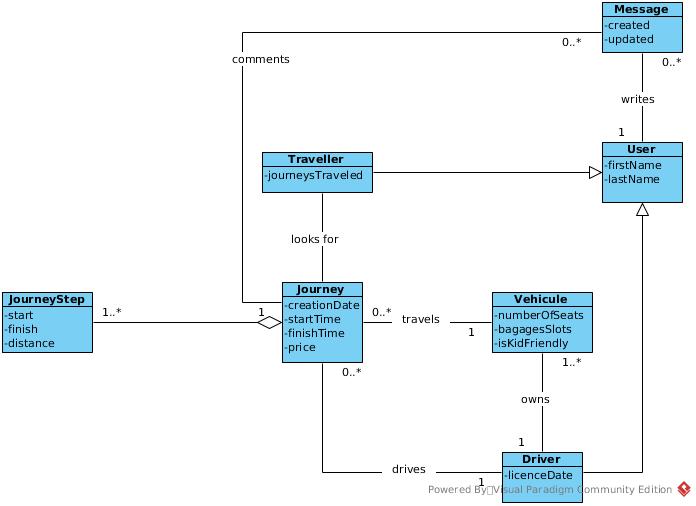 Message
-created
-updated
0..*
0..*
comments
writes
1
User
-firstName
-lastName
Traveller
-journeysTraveled
looks for
JourneyStep
-start
-finish
-distance
1..*
1
Journey
-creationDate
-startTime
-finishTime
-price
0..*
travels
1
Vehicule
-numberOfSeats
-bagagesSlots
-isKidFriendly
0..*
1..*
owns
1
drives
1
Driver
-licenceDate
Powered By Visual Paradigm Community Edition